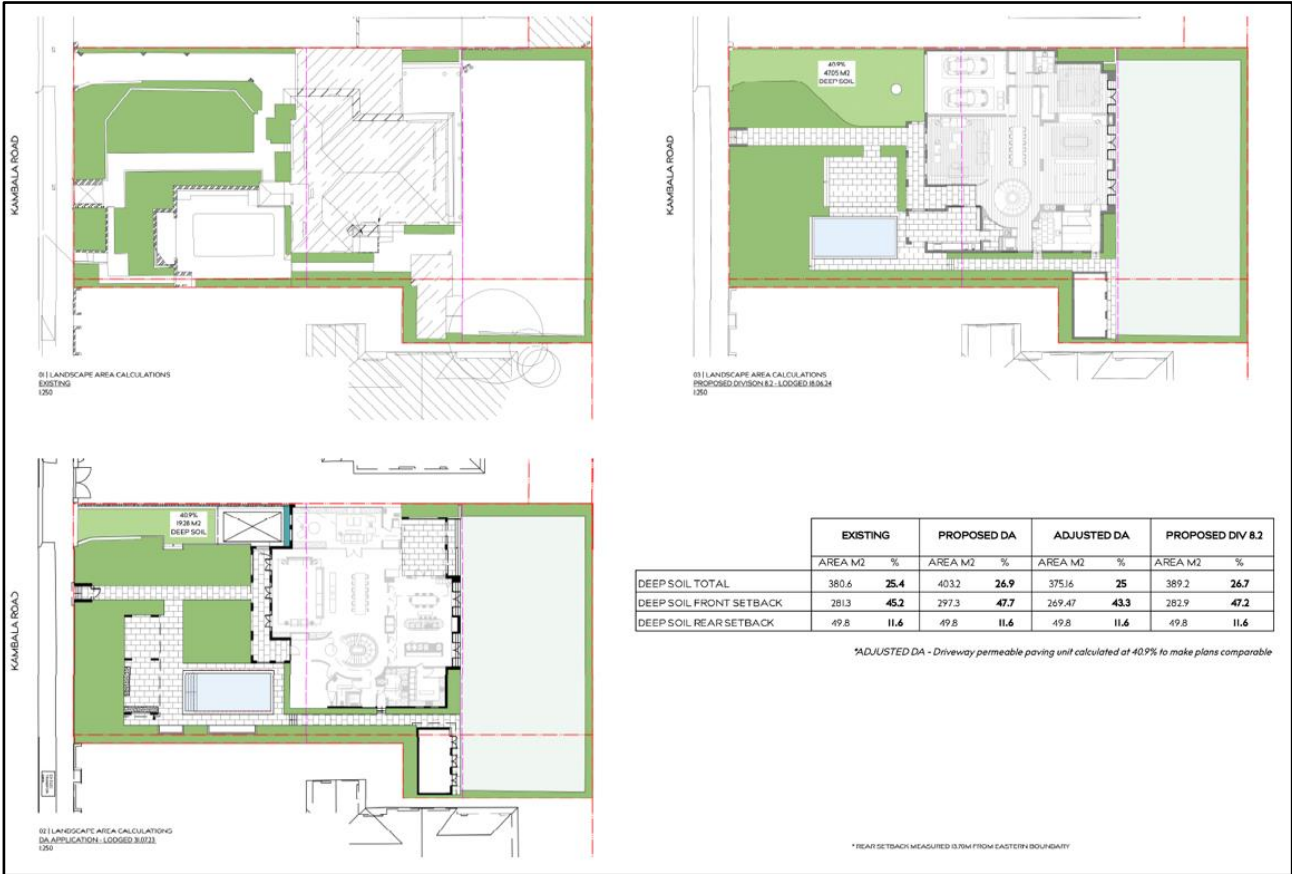 KAMBALA ROAD
01 | LANDSCAPE AREA CALCULATIONS
EXISTING
1:250
KAMBALA ROAD
40.9%
47.05 M2
DEEP SOIL
03 | LANDSCAPE AREA CALCULATIONS
PROPOSED DIVISON 8.2 - LODGED 18.06.24
1:250
KAMBALA ROAD
40.9%
19.28 M2
DEEP SOIL
02 | LANDSCAPE AREA CALCULATIONS
DA APPLICATION - LODGED 31.07.23
1:250
EXISTING PROPOSED DA ADJUSTED DA PROPOSED DIV 8.2
AREA M2 % AREA M2 % AREA M2 % AREA M2 %
DEEP SOIL TOTAL 380.6 25.4 403.2 26.9 375.16 25 389.2 26.7
DEEP SOIL FRONT SETBACK 281.3 45.2 297.3 47.7 269.47 43.3 282.9 47.2
DEEP SOIL REAR SETBACK 49.8 11.6 49.8 11.6 49.8 11.6 49.8 11.6
*ADJUSTED DA - Driveway permeable paving unit calculated at 40.9% to make plans comparable
* REAR SETBACK MEASURED 13.70M FROM EASTERN BOUNDARY